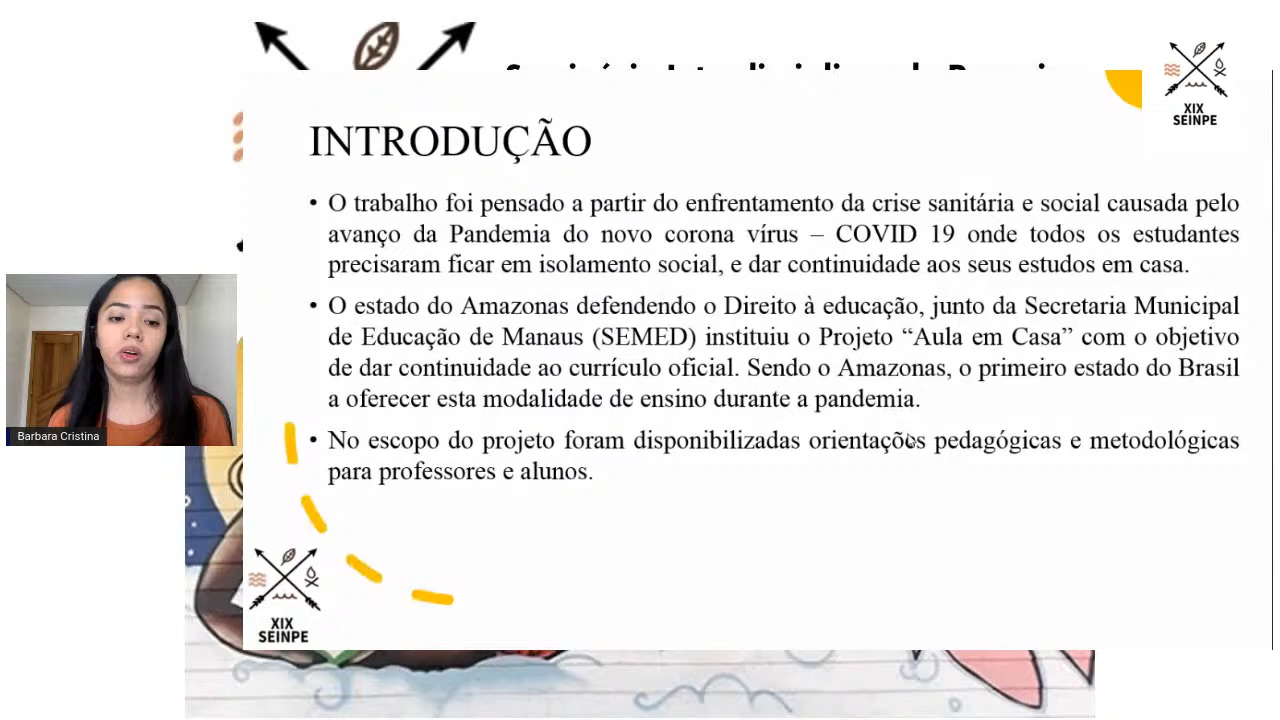 XIX
SEINPE
INTRODUÇÃO
• O trabalho foi pensado a partir do enfrentamento da crise sanitária e social causada pelo
avanço da Pandemia do novo corona vírus – COVID 19 onde todos os estudantes
precisaram ficar em isolamento social, e dar continuidade aos seus estudos em casa.
• O estado do Amazonas defendendo o Direito à educação, junto da Secretaria Municipal
de Educação de Manaus (SEMED) instituiu o Projeto “Aula em Casa” com o objetivo
de dar continuidade ao currículo oficial. Sendo o Amazonas, o primeiro estado do Brasil
a oferecer esta modalidade de ensino durante a pandemia.
• No escopo do projeto foram disponibilizadas orientações pedagógicas e metodológicas
para professores e alunos.
Barbara Cristina
XIX
SEINPE